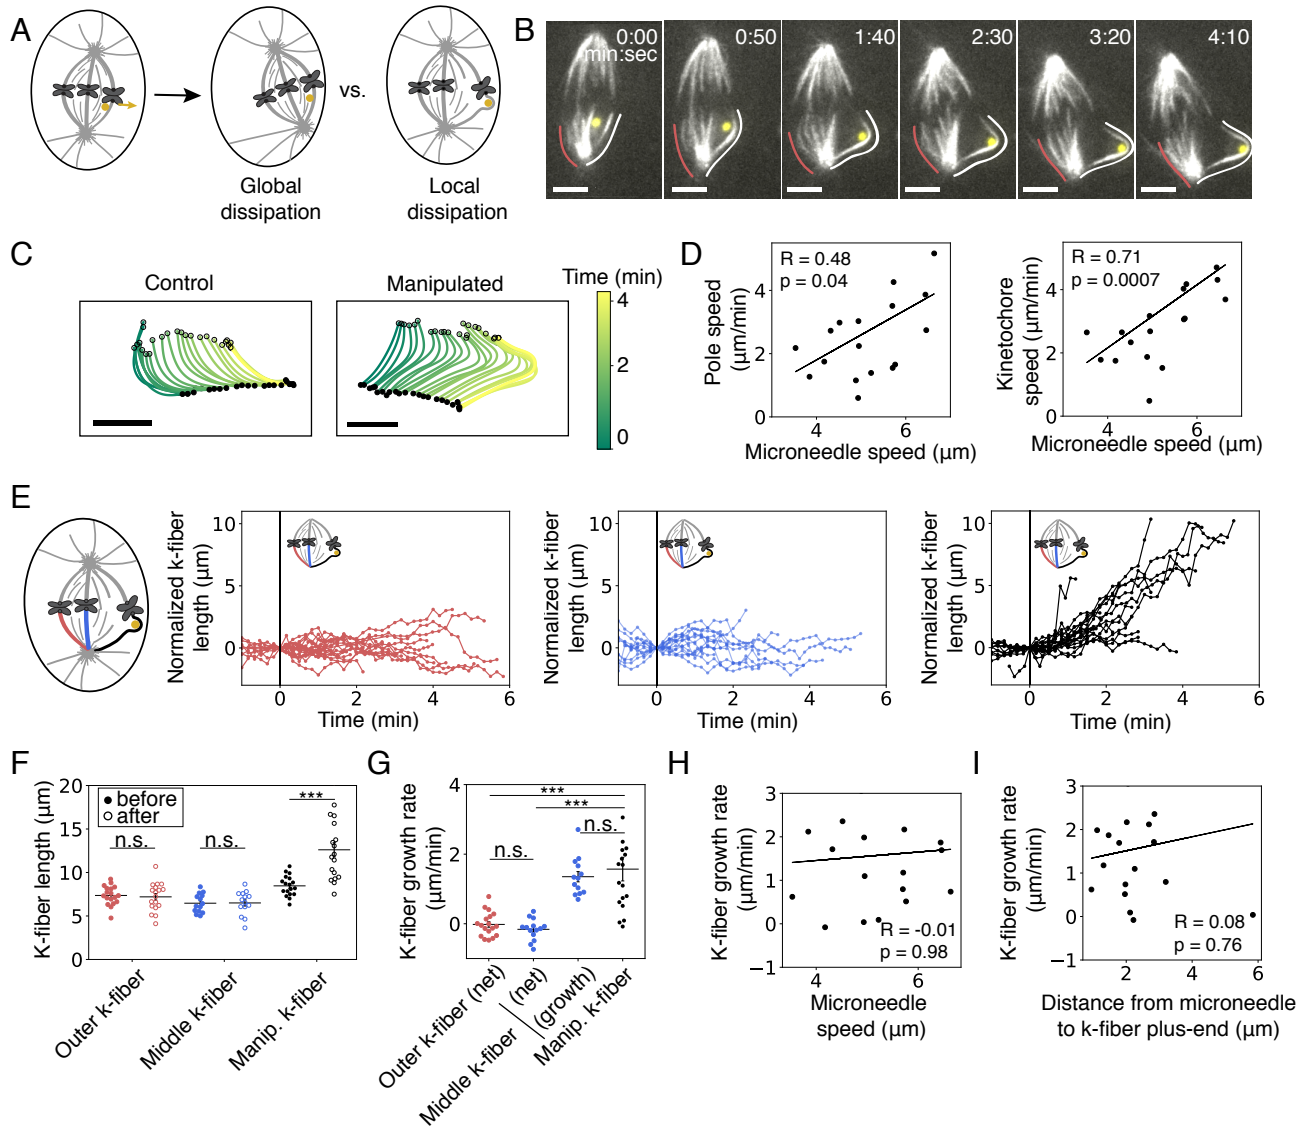 A
Global
dissipation
vs.
Local
dissipation
B
0:00
min:sec
0:50
1:40
2:30
3:20
4:10
C
Control
Manipulated
Time (min)
4
2
0
D
R = 0.48
p = 0.04
Pole speed
(µm/min)
4
2
0
4
6
Microneedle speed (µm)
R = 0.71
p = 0.0007
Kinetochore
speed (µm/min)
4
2
0
4
6
Microneedle speed (µm)
E
Normalized k-fiber
length (µm)
10
5
0
0
2
4
6
Time (min)
Normalized k-fiber
length (µm)
10
5
0
0
2
4
6
Time (min)
Normalized k-fiber
length (µm)
10
5
0
0
2
4
6
Time (min)
F
K-fiber length (µm)
20
15
10
5
0
before
after
n.s.
n.s.
***
Outer k-fiber
Middle k-fiber
Manip. k-fiber
G
K-fiber growth rate
(µm/min)
4
2
0
***
***
n.s.
n.s.
Outer k-fiber (net)
Middle k-fiber
(net)
(growth)
Manip. k-fiber
H
K-fiber growth rate
(µm/min)
3
2
1
0
−1
R = -0.01
p = 0.98
4
6
Microneedle
speed (µm)
I
K-fiber growth rate
(µm/min)
3
2
1
0
−1
R = 0.08
p = 0.76
2
4
6
Distance from microneedle
to k-fiber plus-end (µm)